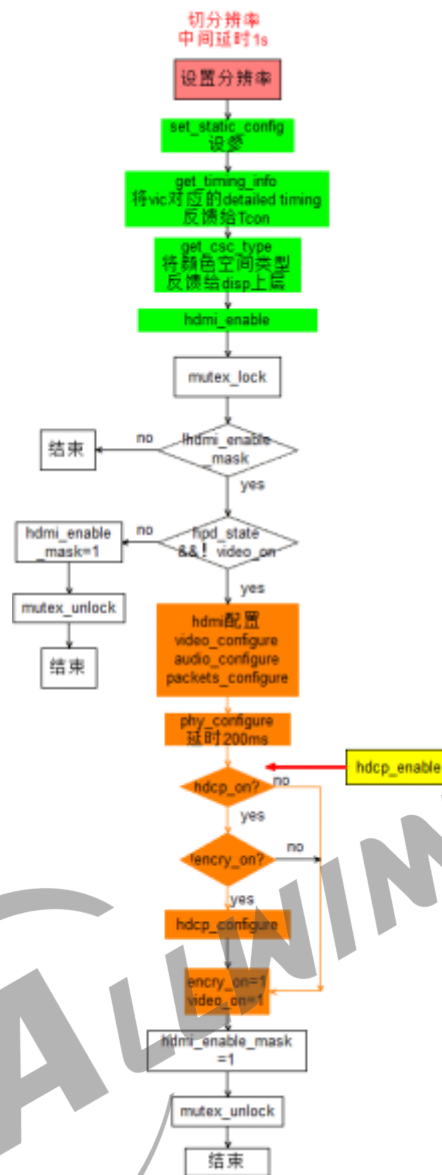 切分辨率
中间延时1s
设置分辨率
set_static_config
设参
get_timing_info
将vic对应的detailed timing
反馈给Tcon
get_csc_type
将颜色空间类型
反馈给disp上层
hdmi_enable
mutex_lock
!hdmi_enable
_mask
no
结束
yes
hpd_state
&&! video_on
no
hdmi_enable
_mask=1
mutex_unlock
结束
yes
hdmi配置
video_configure
audio_configure
packets_configure
phy_configure
延时200ms
hdcp_enable
hdcp_on?
no
yes
!encry_on?
no
yes
hdcp_configure
encry_on=1
video_on=1
hdmi_enable_mask
=1
mutex_unlock
结束
ALLWIN